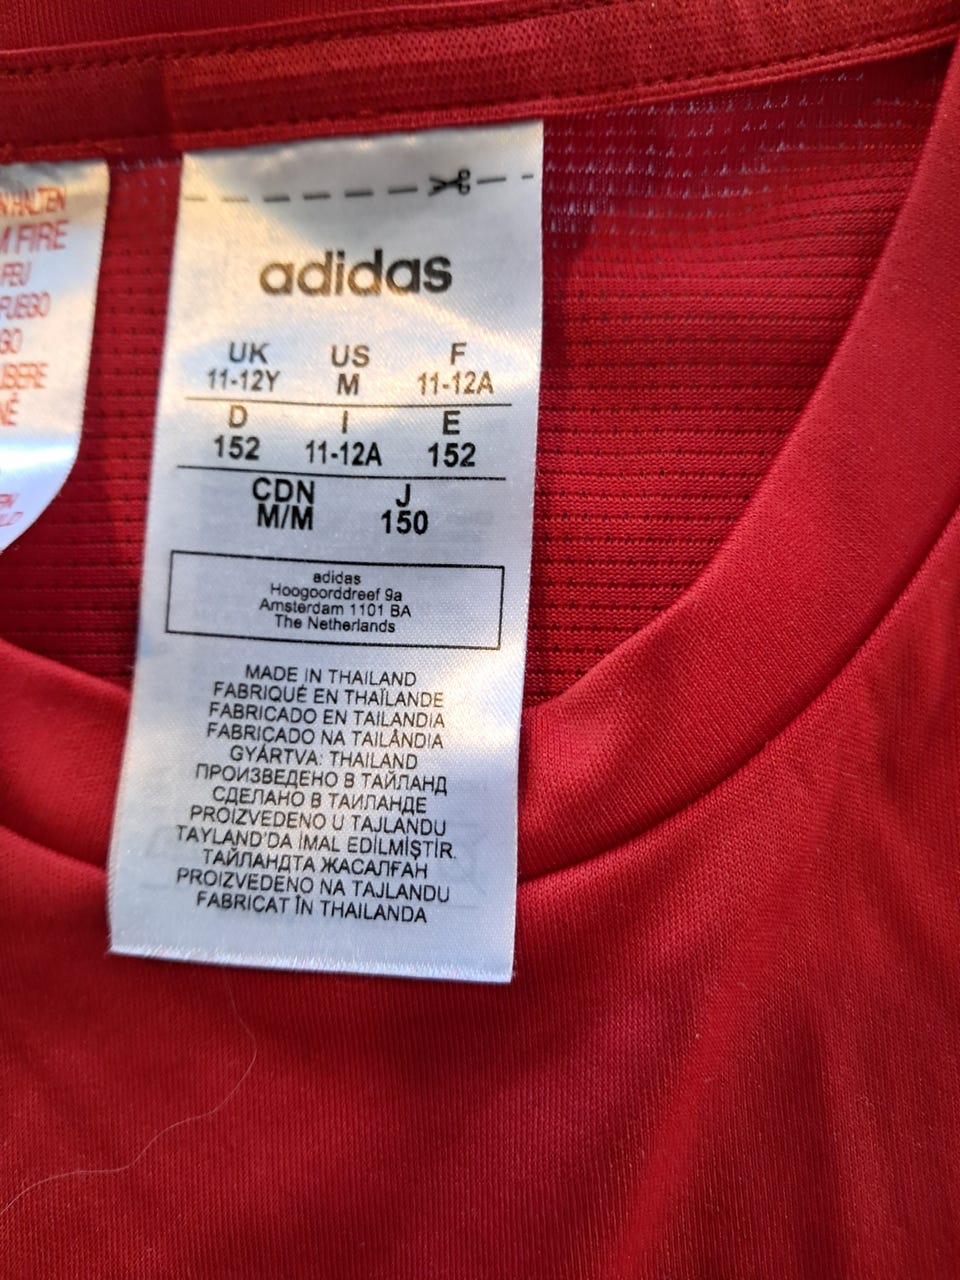 M FIRE
FEU
adidas
UK US F
11-12Y M 11-12A
D I E
152 11-12A 152
CDN J
M/M 150
adidas
Hoogoorddreef 9a
Amsterdam 1101 BA
The Netherlands
MADE IN THAILAND
FABRIQUÉ EN THAÏLANDE
FABRICADO EN TAILANDIA
FABRICADO NA TAILÂNDIA
GYÁRTVA: THAILAND
ПРОИЗВЕДЕНО В ТАЙЛАНД
СДЕЛАНО В ТАИЛАНДЕ
PROIZVEDENO U TAJLANDU
TAYLAND'DA İMAL EDİLMİŞTİR.
ТАЙЛАНДТА ЖАСАЛҒАН
PROIZVEDENO NA TAJLANDU
FABRICAT ÎN THAILANDA